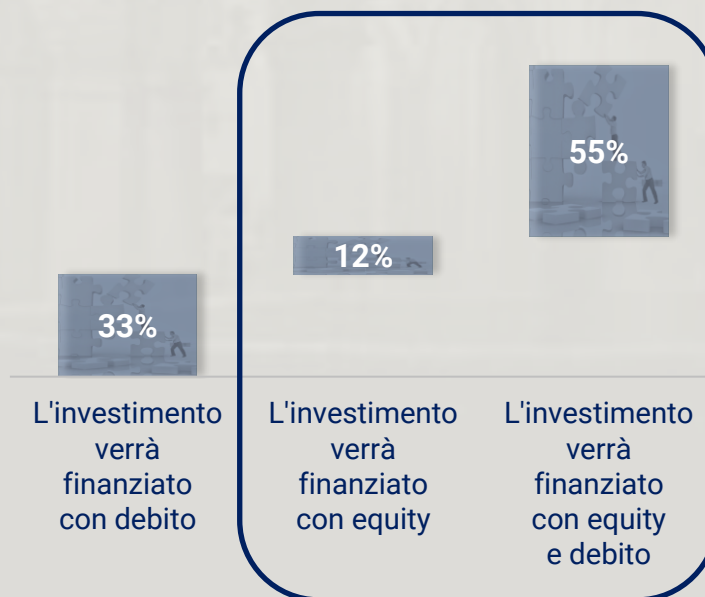 55%
12%
33%
L'investimento
verrà
finanziato
con debito
L'investimento
verrà
finanziato
con equity
L'investimento
verrà
finanziato
con equity
e debito